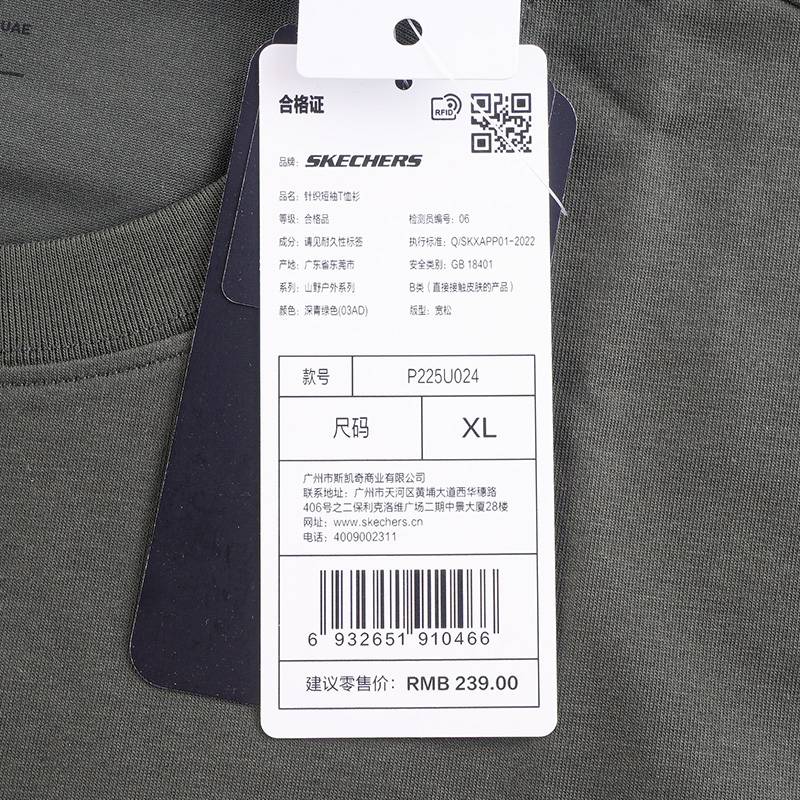 UAE
合格证
RFID
品牌: SKECHERS
品名: 针织短袖T恤衫
等级: 合格品 检测员编号: 06
成分: 请见耐久性标签 执行标准: Q/SKXAPP01-2022
产地: 广东省东莞市 安全类别: GB 18401
系列: 山野户外系列 B类（直接接触皮肤的产品）
颜色: 深青绿色(03AD) 版型: 宽松
款号 P225U024
尺码 XL
广州市斯凯奇商业有限公司
联系地址: 广州市天河区黄埔大道西华穗路
406号之二保利克洛维广场二期中景大厦28楼
网址: www.skechers.cn
电话: 4009002311
6 932651 910466
建议零售价: RMB 239.00